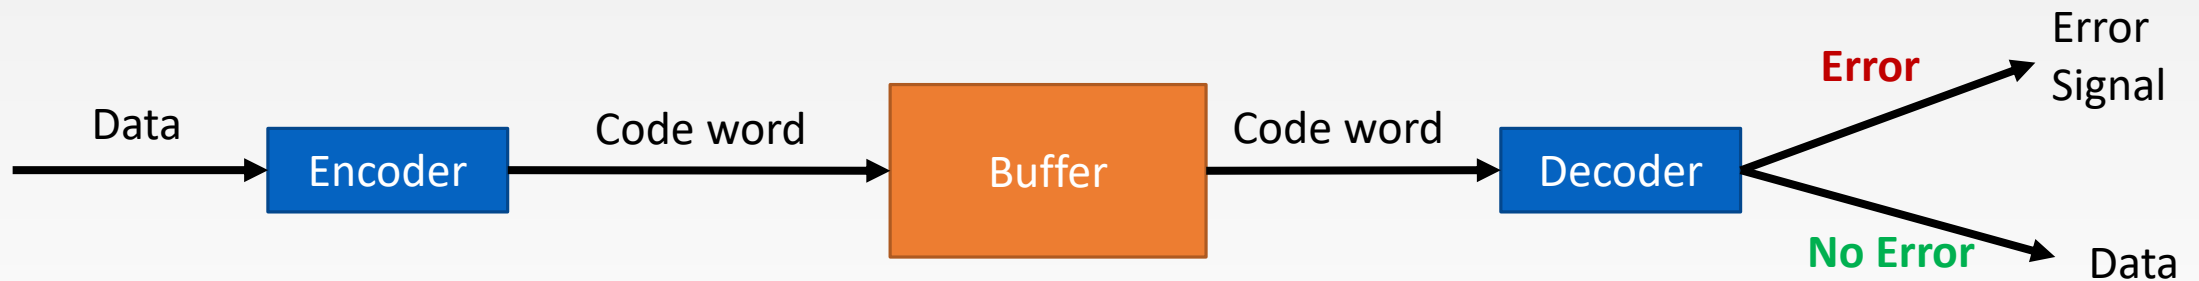 Data
Encoder
Code word
Buffer
Code word
Decoder
Error
Error
Signal
No Error
Data